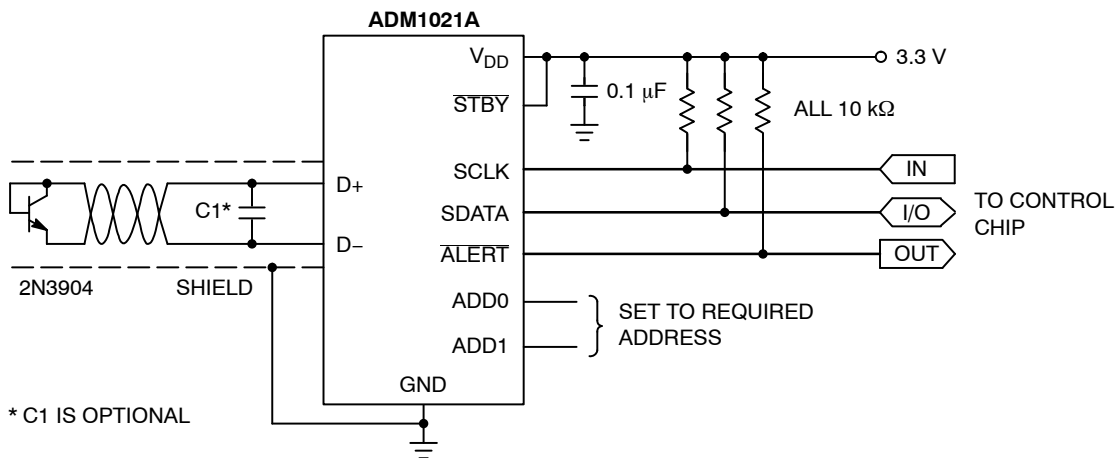 ADM1021A
V_DD
3.3 V
STBY
0.1 μF
ALL 10 kΩ
D+
SCLK
IN
C1*
SDATA
I/O
TO CONTROL
CHIP
D−
ALERT
OUT
2N3904
SHIELD
ADD0
SET TO REQUIRED
ADDRESS
ADD1
GND
* C1 IS OPTIONAL